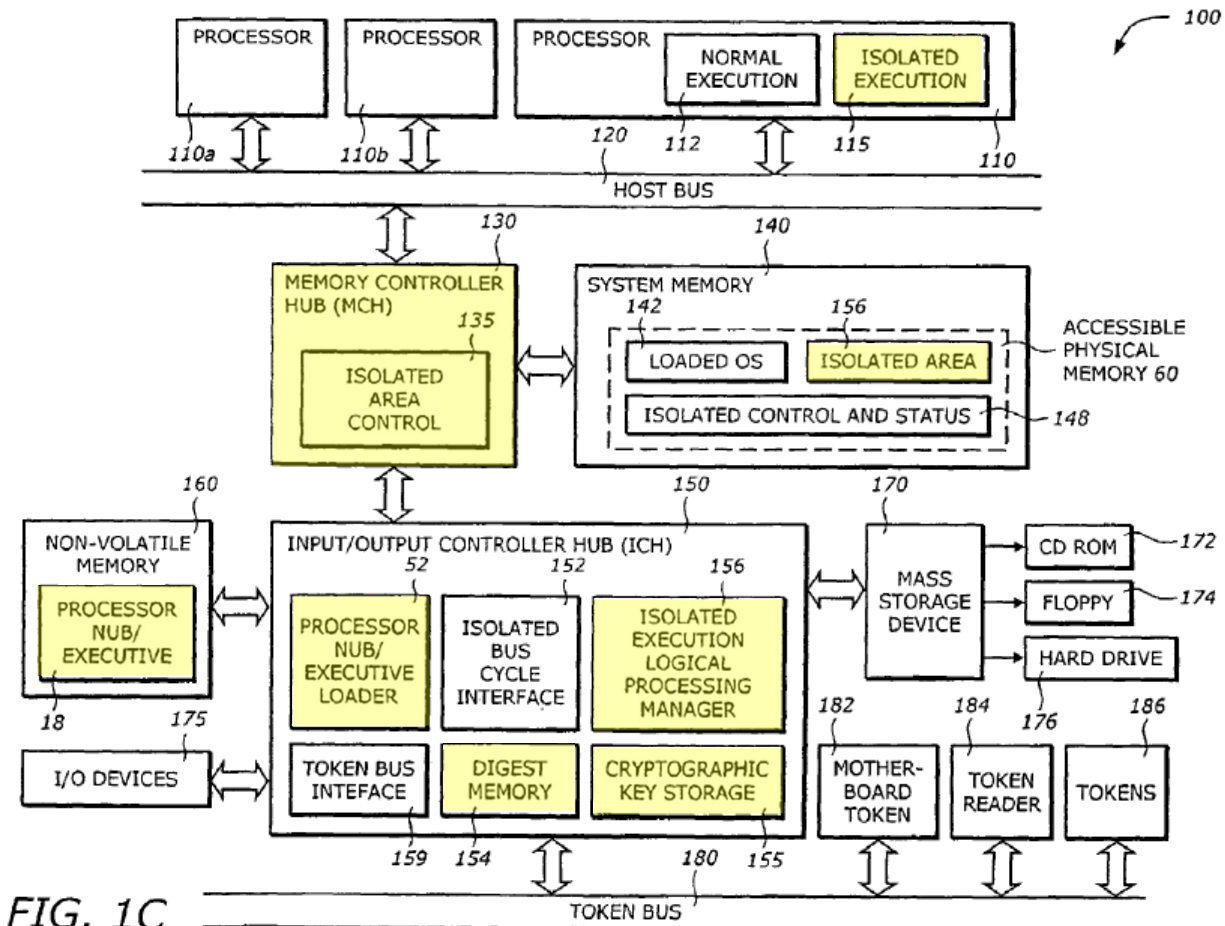 100
PROCESSOR
PROCESSOR
PROCESSOR
NORMAL
EXECUTION
ISOLATED
EXECUTION
110a
110b
120
112
115
110
HOST BUS
130
140
MEMORY CONTROLLER
HUB (MCH)
135
ISOLATED
AREA
CONTROL
SYSTEM MEMORY
142
156
LOADED OS
ISOLATED AREA
ISOLATED CONTROL AND STATUS
148
ACCESSIBLE
PHYSICAL
MEMORY 60
160
NON-VOLATILE
MEMORY
PROCESSOR
NUB/
EXECUTIVE
18
175
I/O DEVICES
150
INPUT/OUTPUT CONTROLLER HUB (ICH)
52
152
156
PROCESSOR
NUB/
EXECUTIVE
LOADER
ISOLATED
BUS
CYCLE
INTERFACE
ISOLATED
EXECUTION
LOGICAL
PROCESSING
MANAGER
TOKEN BUS
INTEFACE
DIGEST
MEMORY
CRYPTOGRAPHIC
KEY STORAGE
159
154
155
170
MASS
STORAGE
DEVICE
CD ROM
172
FLOPPY
174
HARD DRIVE
176
182
184
186
MOTHER-
BOARD
TOKEN
TOKEN
READER
TOKENS
180
TOKEN BUS
FIG. 1C